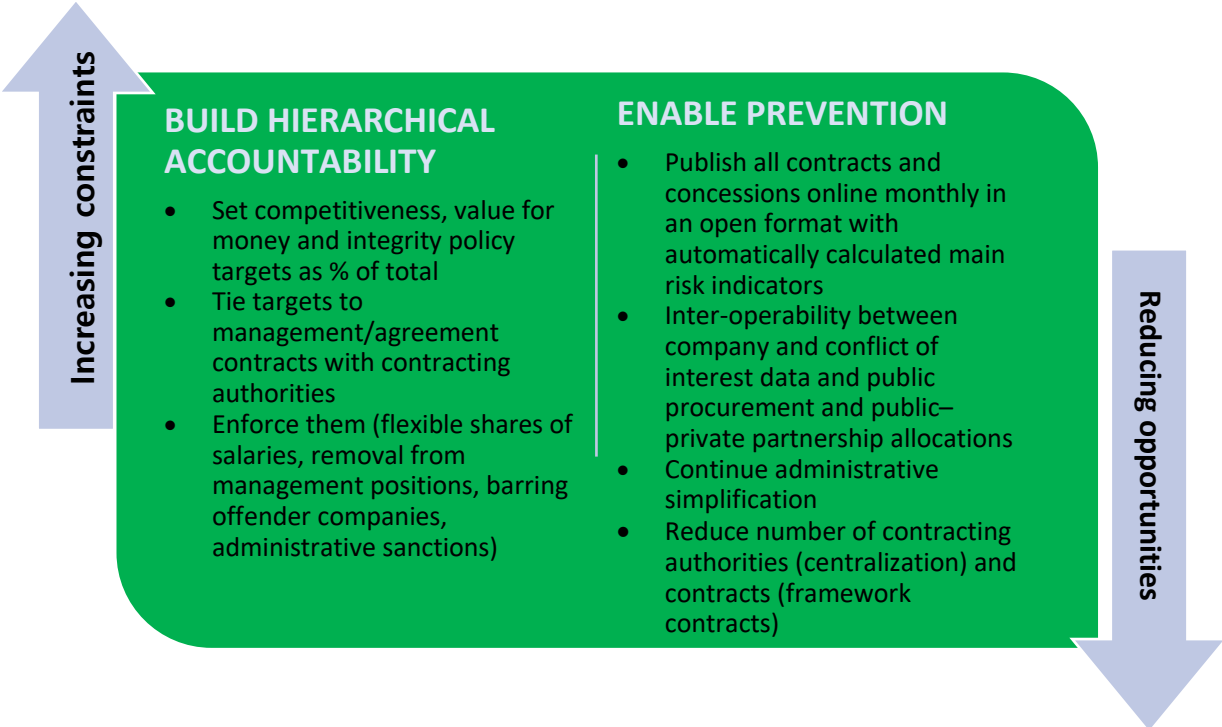 Increasing constraints
BUILD HIERARCHICAL
ACCOUNTABILITY
• Set competitiveness, value for
money and integrity policy
targets as % of total
• Tie targets to
management/agreement
contracts with contracting
authorities
• Enforce them (flexible shares of
salaries, removal from
management positions, barring
offender companies,
administrative sanctions)
ENABLE PREVENTION
• Publish all contracts and
concessions online monthly in
an open format with
automatically calculated main
risk indicators
• Inter-operability between
company and conflict of
interest data and public
procurement and public–
private partnership allocations
• Continue administrative
simplification
• Reduce number of contracting
authorities (centralization) and
contracts (framework
contracts)
Reducing opportunities